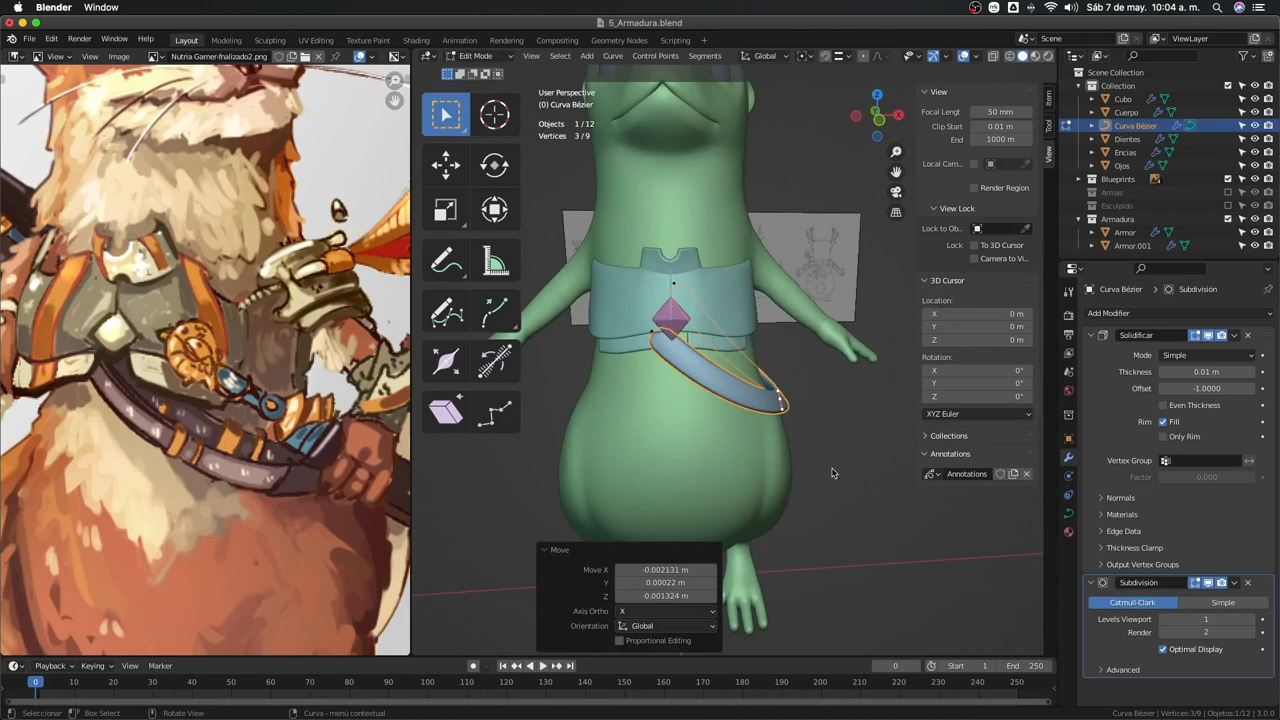 Blender Window
Sáb 7 de may. 10:04 a. m.
5_Armadura.blend
File Edit Render Window Help
Layout Modeling Sculpting UV Editing Texture Paint Shading Animation Rendering Compositing Geometry Nodes Scripting +
Scene
ViewLayer
View View Image Nutria Gamer-fnalizado2.png
Edit Mode View Select Add Curve Control Points Segments Global
User Perspective
(0) Curva Bézier
Objects 1/12
Vertices 3/9
View
Focal Lengt 50 mm
Clip Start 0.01 m
End 1000 m
Local Cam...
Render Region
View Lock
Lock to Ob...
Lock To 3D Cursor
Camera to Vi...
3D Cursor
Location:
X 0 m
Y 0 m
Z 0 m
Rotation:
X 0°
Y 0°
Z 0°
XYZ Euler
Collections
Annotations
Annotations
Item
Tool
View
Scene Collection
Collection
Cubo
Cuerpo
Curva Bézier
Dientes
Encias
Ojos
Blueprints
Armas
Esculpido
Armadura
Armor
Armor.001
Curva Bézier Subdivisión
Add Modifier
Solidificar
Mode Simple
Thickness 0.01 m
Offset -1.0000
Even Thickness
Rim Fill
Only Rim
Vertex Group
Factor 0.000
Normals
Materials
Edge Data
Thickness Clamp
Output Vertex Groups
Subdivisión
Catmull-Clark Simple
Levels Viewport 1
Render 2
Optimal Display
Advanced
Move
Move X -0.002131 m
Y 0.00022 m
Z -0.001324 m
Axis Ortho X
Orientation Global
Proportional Editing
Playback Keying View Marker
0 Start 1 End 250
0 10 20 30 40 50 60 70 80 90 100 110 120 130 140 150 160 170 180 190 200 210 220 230 240 250
Seleccionar Box Select Rotate View Curva - menú contextual
Curva Bézier | Vértices:3/9 | Objetos:1/12 | 3.0.0